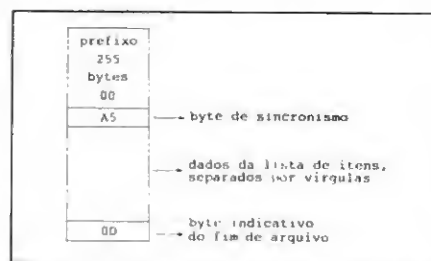 prefixo
255
bytes
00
A5
byte de sincronismo
dados da lista de itens,
separados por vírgulas
0D
byte indicativo
do fim de arquivo